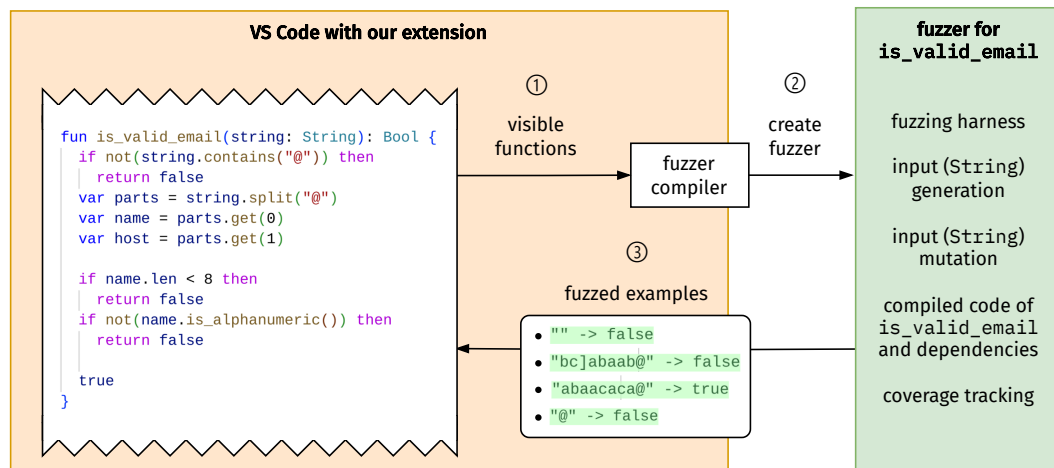 VS Code with our extension
fun is_valid_email(string: String): Bool {
if not(string.contains("@")) then
return false
var parts = string.split("@")
var name = parts.get(0)
var host = parts.get(1)
if name.len < 8 then
return false
if not(name.is_alphanumeric()) then
return false
true
}
①
visible
functions
fuzzer
compiler
②
create
fuzzer
③
fuzzed examples
• "" -> false
• "bc]abaab@" -> false
• "abaacaca@" -> true
• "@" -> false
fuzzer for
is_valid_email
fuzzing harness
input (String)
generation
input (String)
mutation
compiled code of
is_valid_email
and dependencies
coverage tracking